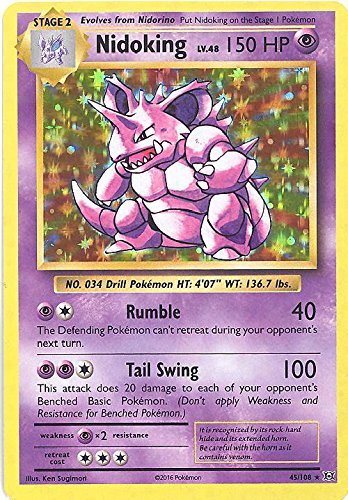 STAGE 2 Evolves from Nidorino Put Nidoking on the Stage 1 Pokémon
Nidoking LV.48 150 HP
NO. 034 Drill Pokémon HT: 4'07" WT: 136.7 lbs.
Rumble 40
The Defending Pokémon can't retreat during your opponent's
next turn.
Tail Swing 100
This attack does 20 damage to each of your opponent's
Benched Basic Pokémon. (Don't apply Weakness and
Resistance for Benched Pokémon.)
weakness ×2 resistance
retreat
cost
It is recognized by its rock-hard
hide and its extended horn.
Be careful with the horn as it
contains venom.
Illus. Ken Sugimori ©2016 Pokémon 45/108 ★